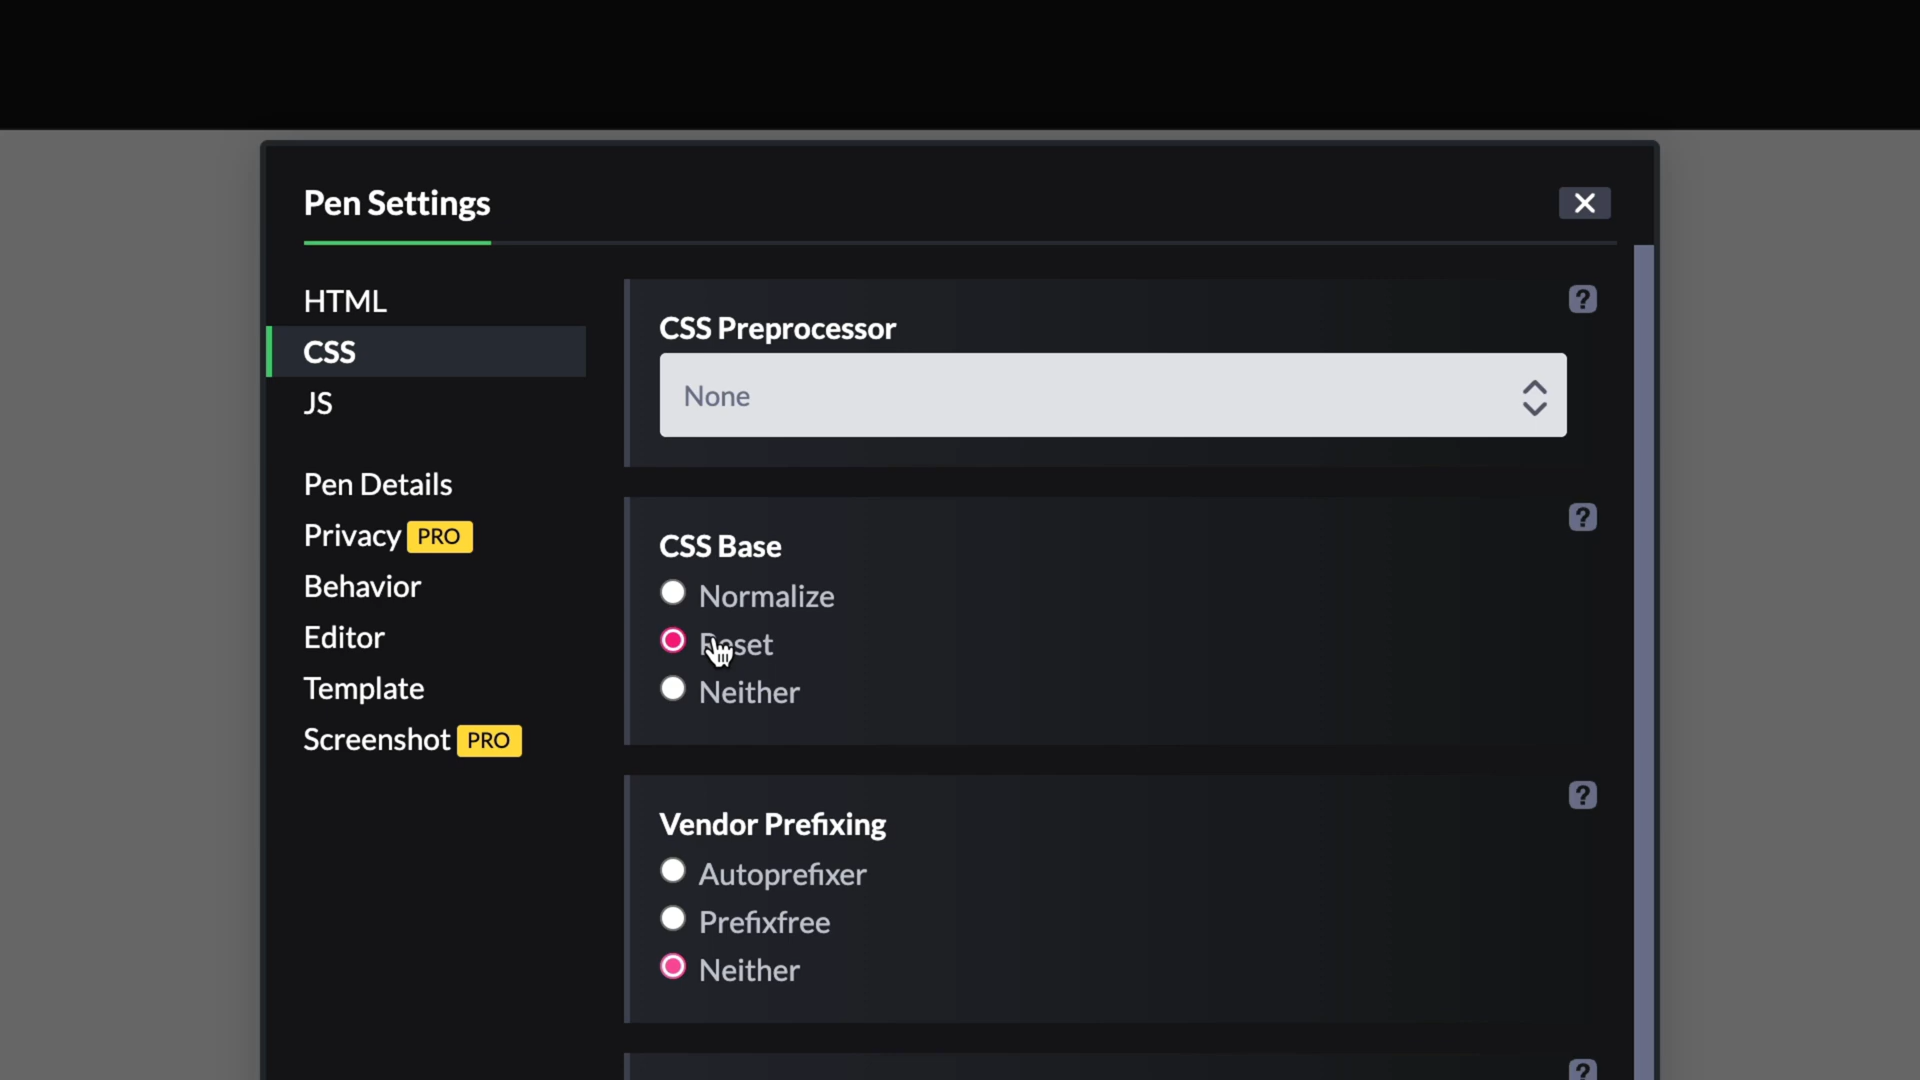 Pen Settings
HTML
CSS
JS
Pen Details
Privacy PRO
Behavior
Editor
Template
Screenshot PRO
?
CSS Preprocessor
None
?
CSS Base
Normalize
Reset
Neither
?
Vendor Prefixing
Autoprefixer
Prefixfree
Neither
?